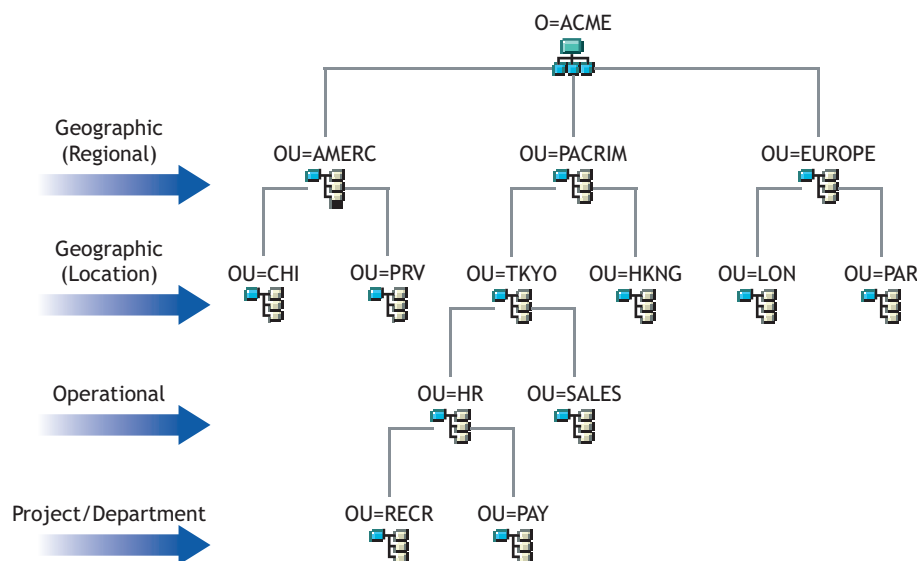 O=ACME
Geographic
(Regional)
OU=AMERC
OU=PACRIM
OU=EUROPE
Geographic
(Location)
OU=CHI
OU=PRV
OU=TKYO
OU=HKNG
OU=LON
OU=PAR
Operational
OU=HR
OU=SALES
Project/Department
OU=RECR
OU=PAY